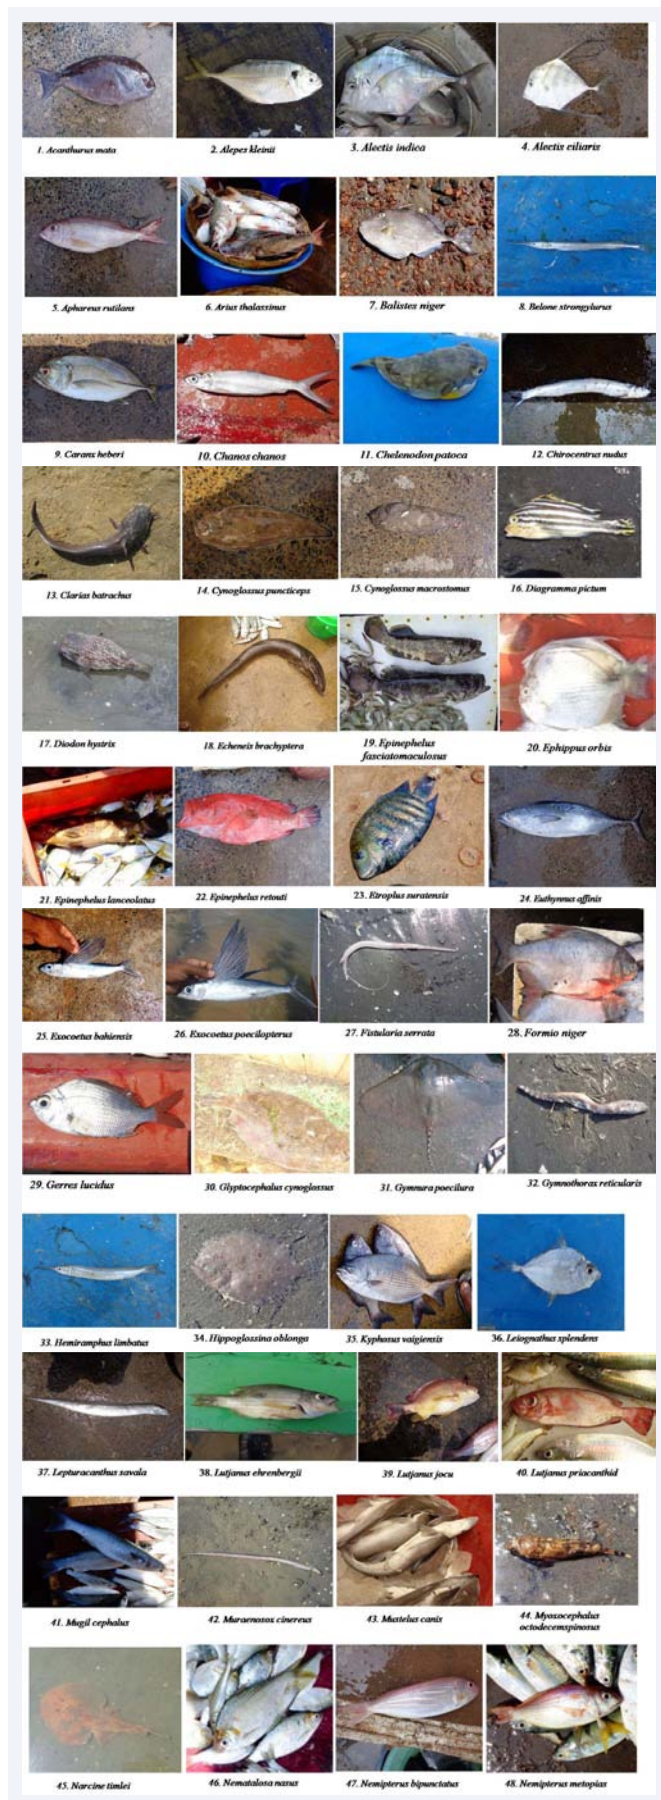 1. Acanthurus mata
2. Alepes kleinii
3. Alectis indica
4. Alectis ciliaris
5. Aphareus rutilans
6. Arius thalassinus
7. Balistes niger
8. Belone strongylurus
9. Caranx heberi
10. Chanos chanos
11. Chelenodon patoca
12. Chirocentrus nudus
13. Clarias batrachus
14. Cynoglossus puncticeps
15. Cynoglossus macrostomus
16. Diagramma pictum
17. Diodon hystrix
18. Echeneis brachyptera
19. Epinephelus
fasciatomaculosus
20. Ephippus orbis
21. Epinephelus lanceolatus
22. Epinephelus retouti
23. Etroplus suratensis
24. Euthynnus affinis
25. Exocoetus bahiensis
26. Exocoetus poecilopterus
27. Fistularia serrata
28. Formio niger
29. Gerres lucidus
30. Glyptocephalus cynoglossus
31. Gymnura poecilura
32. Gymnothorax reticularis
33. Hemiramphus limbatus
34. Hippoglossina oblonga
35. Kyphosus vaigiensis
36. Leiognathus splendens
37. Lepturacanthus savala
38. Lutjanus ehrenbergii
39. Lutjanus jocu
40. Lutjanus priacanthid
41. Mugil cephalus
42. Muraenosox cinereus
43. Mustelus canis
44. Myoxocephalus
octodecemspinosus
45. Narcine timlei
46. Nematalosa nasus
47. Nemipterus bipunctatus
48. Nemipterus metopias